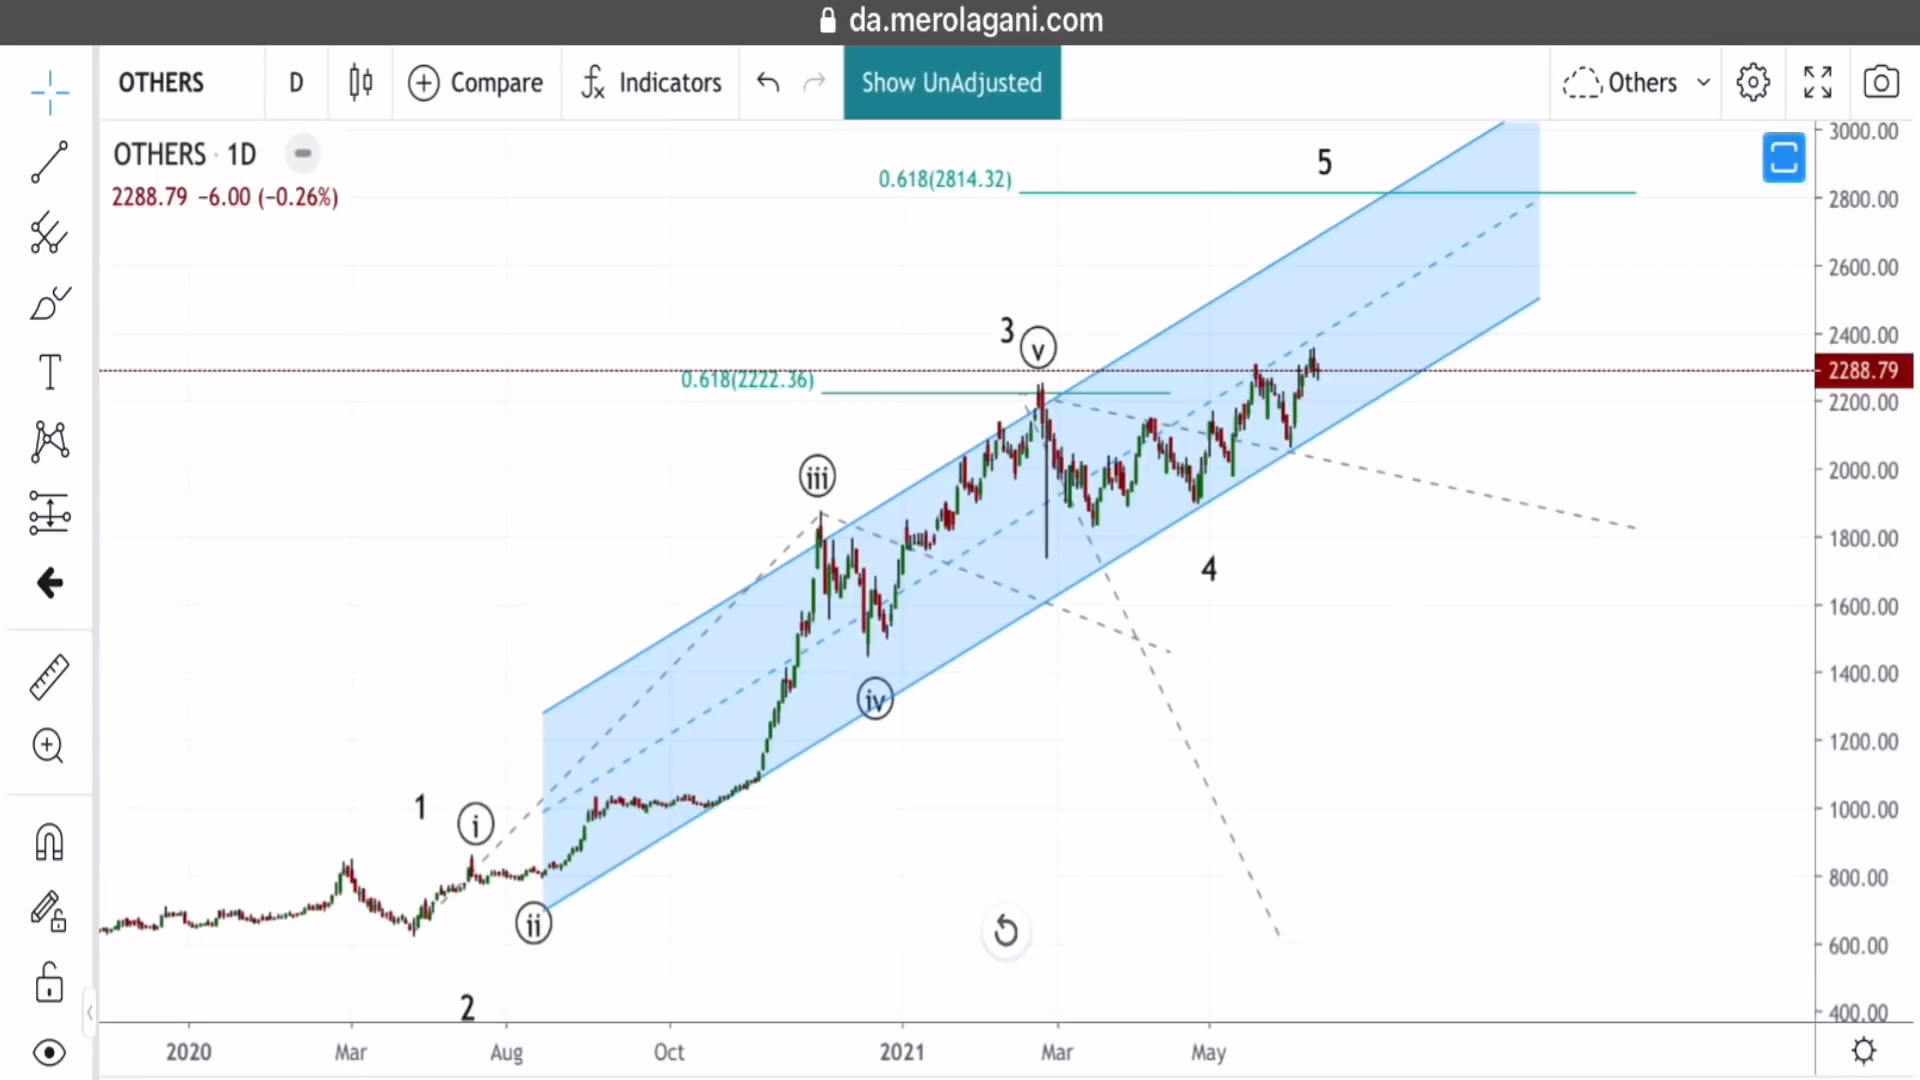 da.merolagani.com
OTHERS D Compare Indicators Show UnAdjusted Others
OTHERS · 1D
2288.79 −6.00 (−0.26%)
3000.00
5
0.618(2814.32)
2800.00
2600.00
2400.00
3 v
2288.79
0.618(2222.36)
2200.00
iii
2000.00
1800.00
4
1600.00
1400.00
iv
1200.00
1 i
1000.00
800.00
ii
600.00
2
400.00
2020 Mar Aug Oct 2021 Mar May